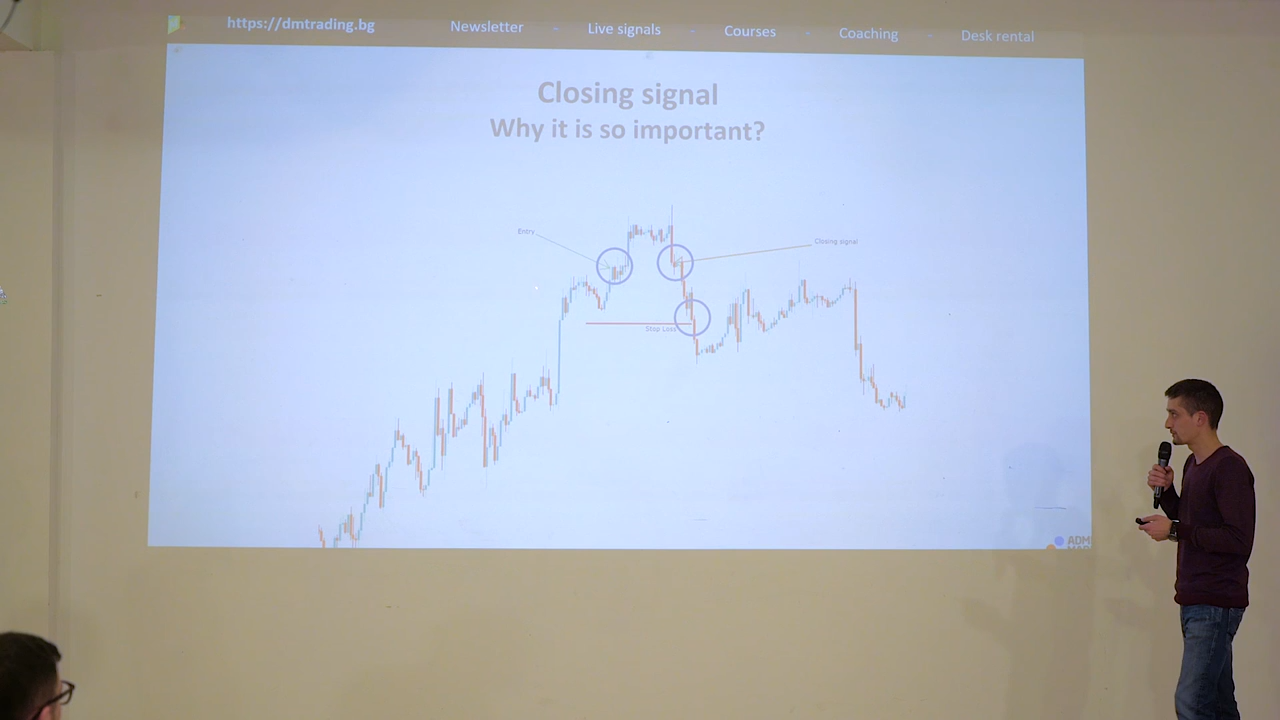 https://dmtrading.bg Newsletter - Live signals - Courses - Coaching - Desk rental
Closing signal
Why it is so important?
Entry
Closing signal
Stop Loss
ADM